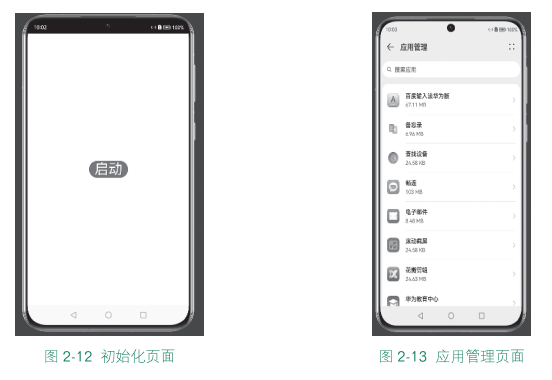 10:02
100%
启动
图 2-12 初始化页面
10:03
100%
应用管理
搜索应用
百度输入法华为版
67.11 MB
备忘录
6.96 MB
查找设备
24.58 KB
畅连
103 MB
电子邮件
8.48 MB
滚动截屏
24.58 KB
花瓣剪辑
24.63 MB
华为教育中心
图 2-13 应用管理页面